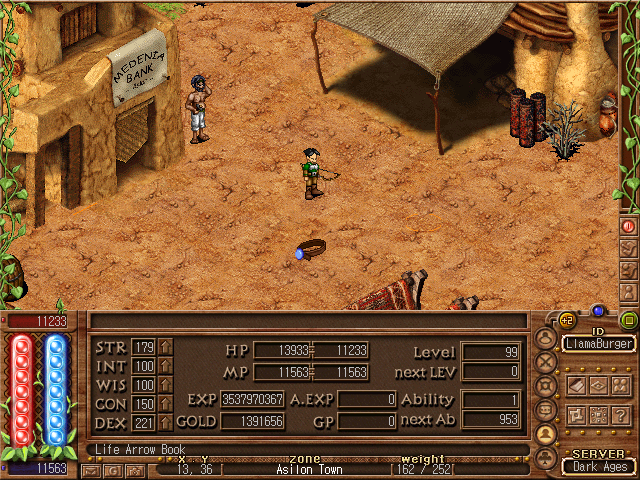 MEDENIA
BANK
11233
+2
ID
LlamaBurger
STR 179 HP 13933 11233 Level 99
INT 100 MP 11563 11563 next LEV 0
WIS 100
CON 150 EXP 3537970367 A.EXP 0 Ability 1
DEX 221 GOLD 1391656 GP 0 next Ab 953
Life Arrow Book
X, Y zone weight
13, 36 Asilon Town 162 / 252
11563
G
?
SERVER
Dark Ages